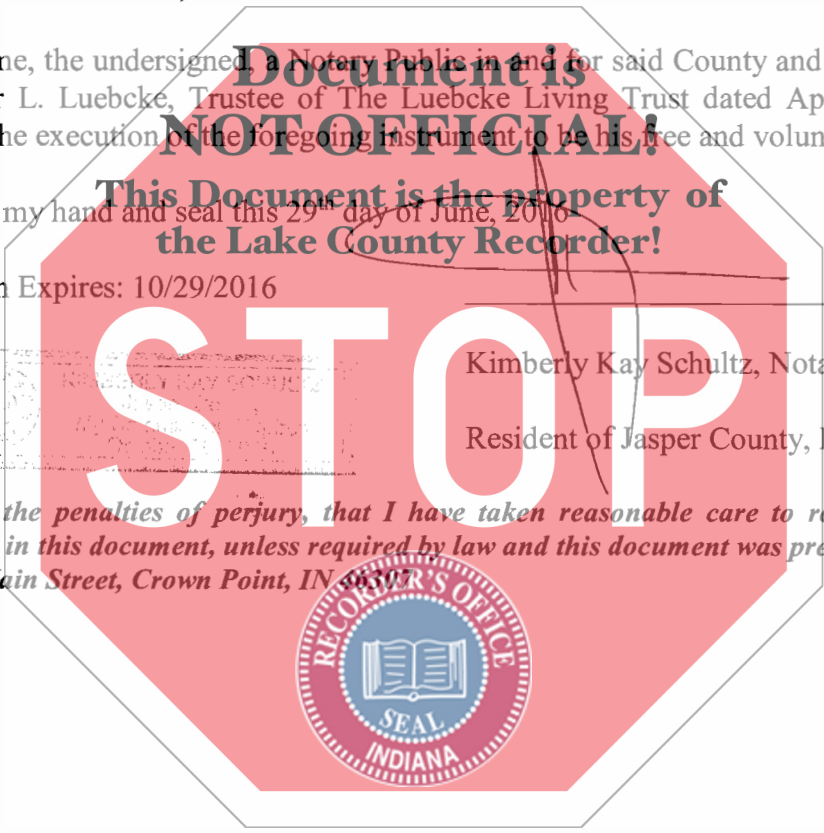 ne, the undersigned, a Notary Public in and for said County and
Document is
r L. Luebcke, Trustee of The Luebcke Living Trust dated Ap
NOT OFFICIAL!
he execution of the foregoing instrument to be his free and volun
This Document is the property of
my hand and seal this 29th day of June, 2016
the Lake County Recorder!
n Expires: 10/29/2016
STOP
Kimberly Kay Schultz, Nota
KIMBERLY KAY SCHULTZ
Resident of Jasper County, I
the penalties of perjury, that I have taken reasonable care to re
in this document, unless required by law and this document was pre
ain Street, Crown Point, IN 46307
RECORDER'S OFFICE
SEAL
INDIANA